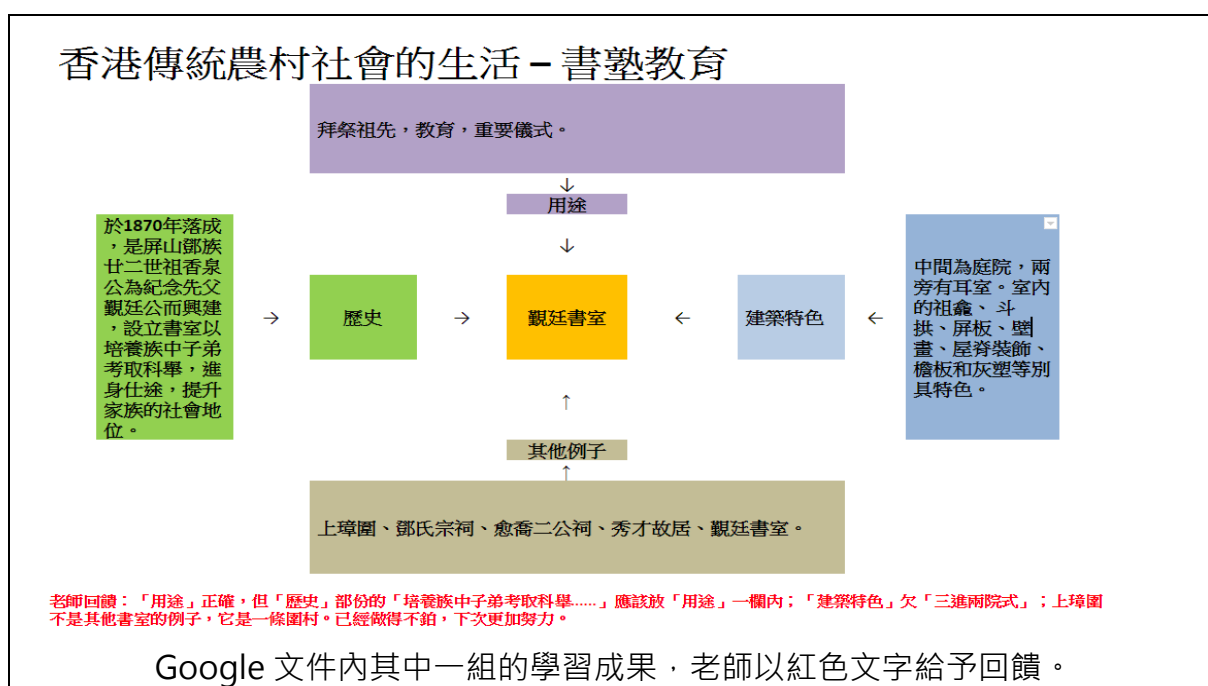 香港傳統農村社會的生活 – 書塾教育
拜祭祖先，教育，重要儀式。
↓
用途
↓
於1870年落成
，是屏山鄧族
廿二世祖香泉
公為紀念先父
覲廷公而興建
，設立書室以
培養族中子弟
考取科舉，進
身仕途，提升
家族的社會地
位。
→
歷史
→
覲廷書室
←
建築特色
←
中間為庭院，兩
旁有耳室。室內
的祖龕、斗
拱、屏板、壁
畫、屋脊裝飾、
檐板和灰塑等別
具特色。
↑
其他例子
↑
上璋圍、鄧氏宗祠、愈喬二公祠、秀才故居、覲廷書室。
老師回饋：「用途」正確，但「歷史」部份的「培養族中子弟考取科舉......」應該放「用途」一欄內；「建築特色」欠「三進兩院式」；上璋圍
不是其他書室的例子，它是一條圍村。已經做得不錯，下次更加努力。
Google 文件內其中一組的學習成果，老師以紅色文字給予回饋。